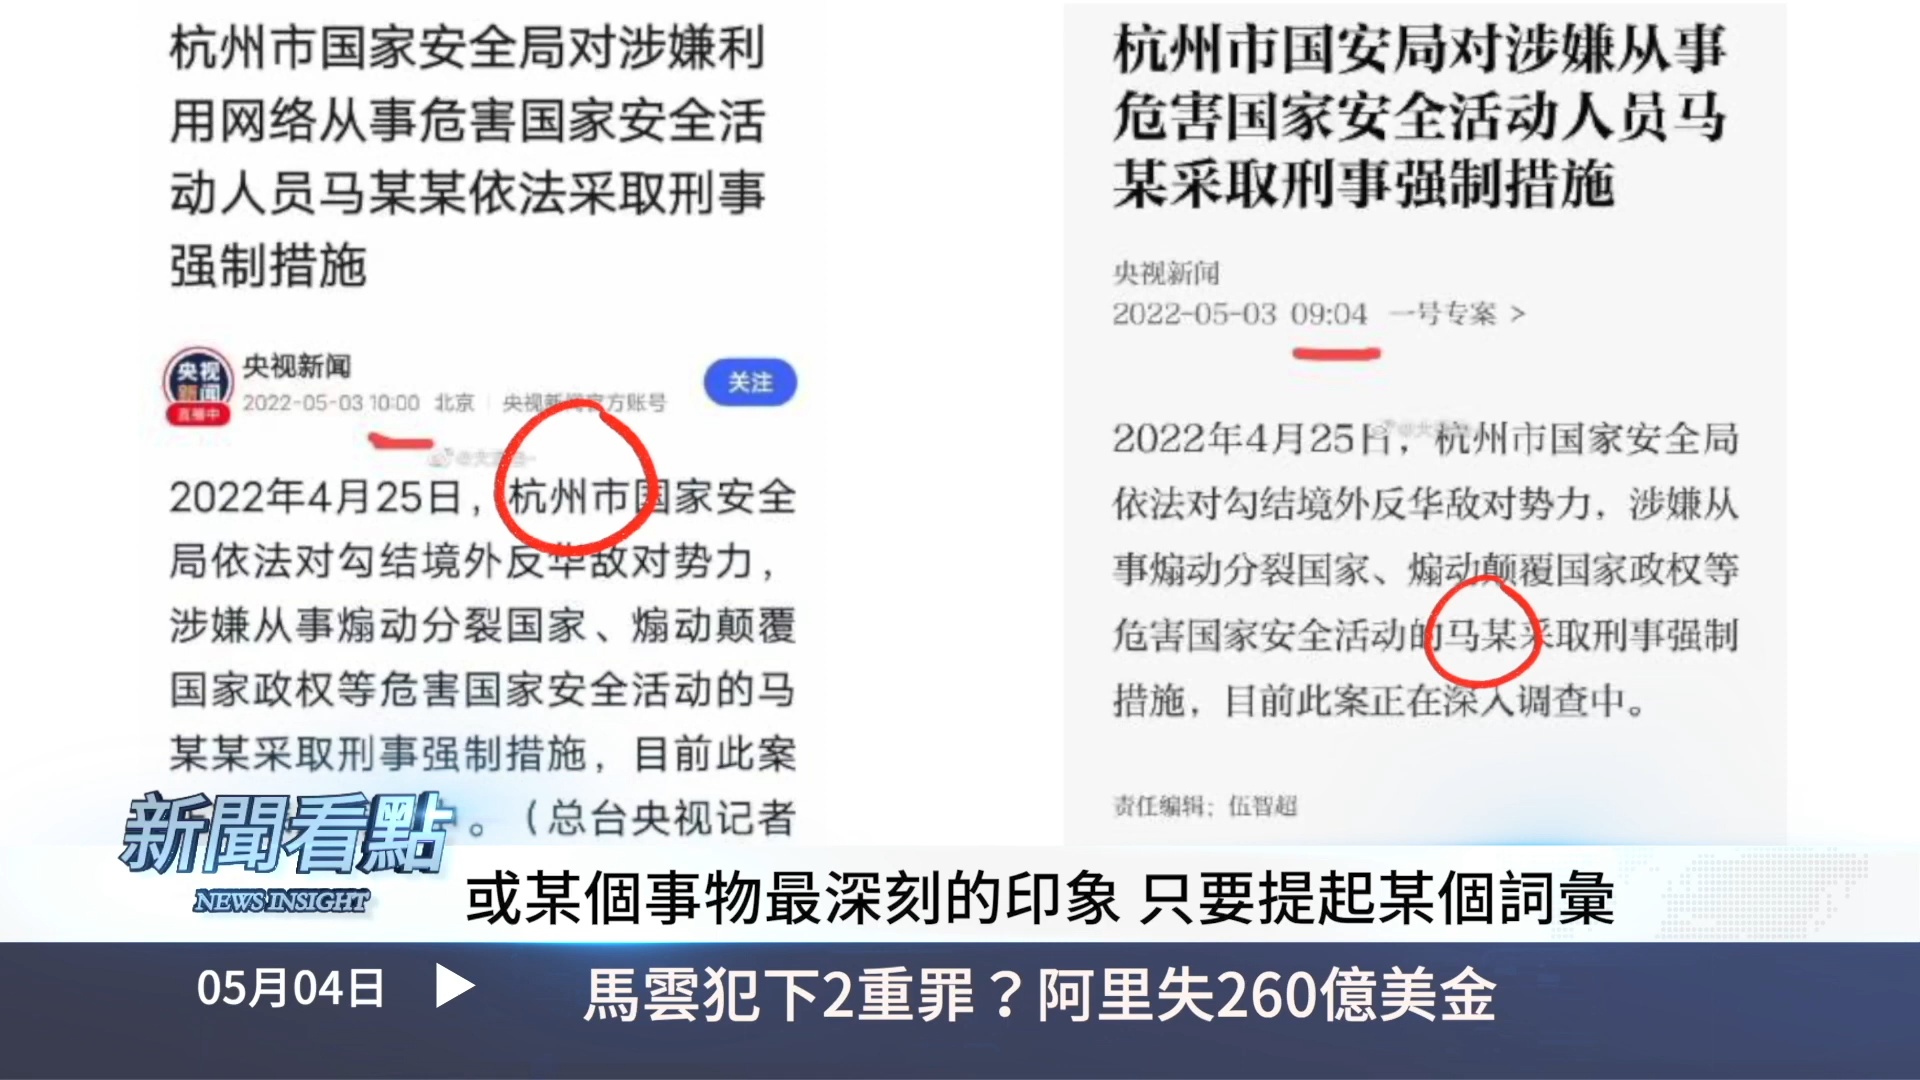 杭州市国家安全局对涉嫌利
用网络从事危害国家安全活
动人员马某某依法采取刑事
强制措施
央视新闻
直播中
央视新闻
2022-05-03 10:00 北京 央视新闻官方账号
关注
2022年4月25日，杭州市国家安全
局依法对勾结境外反华敌对势力，
涉嫌从事煽动分裂国家、煽动颠覆
国家政权等危害国家安全活动的马
某某采取刑事强制措施，目前此案
。（总台央视记者
杭州市国安局对涉嫌从事
危害国家安全活动人员马
某采取刑事强制措施
央视新闻
2022-05-03 09:04 一号专案 >
2022年4月25日，杭州市国家安全局
依法对勾结境外反华敌对势力，涉嫌从
事煽动分裂国家、煽动颠覆国家政权等
危害国家安全活动的马某采取刑事强制
措施，目前此案正在深入调查中。
责任编辑：伍智超
新聞看點
NEWS INSIGHT
或某個事物最深刻的印象 只要提起某個詞彙
05月04日
馬雲犯下2重罪？阿里失260億美金